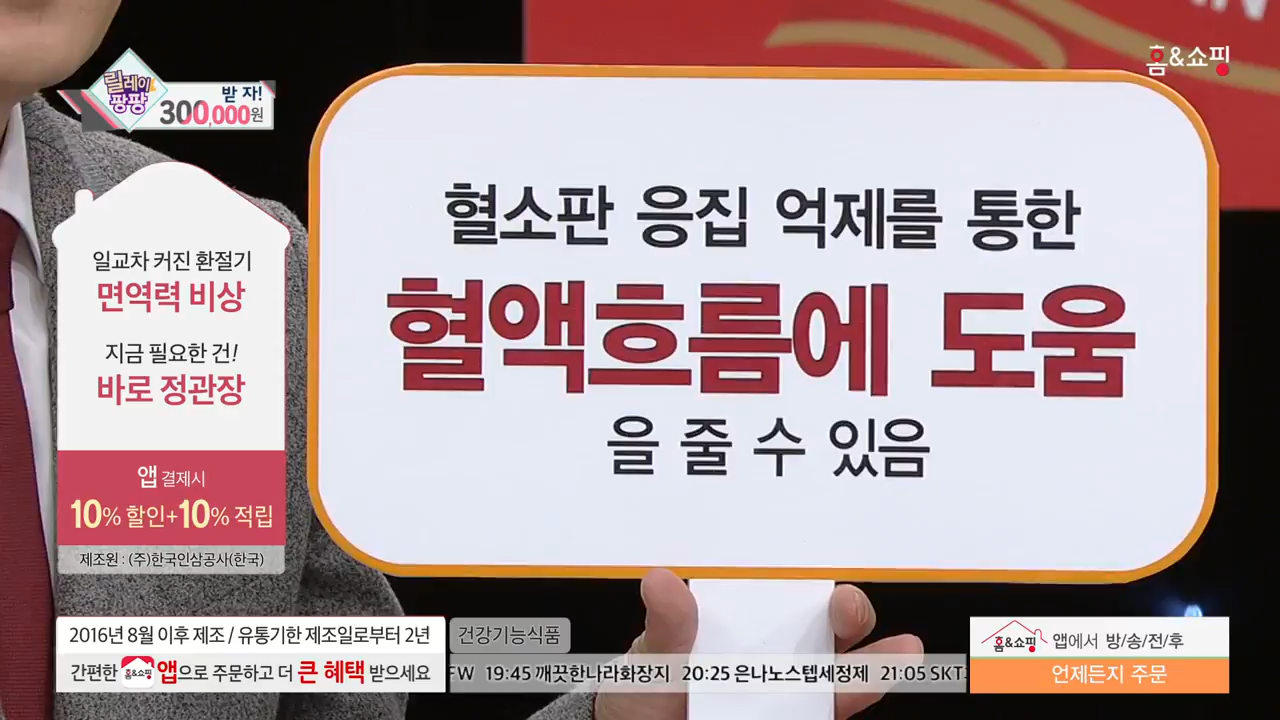 홈&쇼핑
릴레이
팡팡
받 자!
300,000원
혈소판 응집 억제를 통한
혈액흐름에 도움
을 줄 수 있음
일교차 커진 환절기
면역력 비상
지금 필요한 건!
바로 정관장
앱 결제시
10% 할인+10% 적립
제조원 : (주)한국인삼공사(한국)
2016년 8월 이후 제조 / 유통기한 제조일로부터 2년
건강기능식품
간편한 홈&쇼핑 앱으로 주문하고 더 큰 혜택 받으세요
FW 19:45 깨끗한나라화장지 20:25 은나노스텝세정제 21:05 SKT
홈&쇼핑 앱에서 방/송/전/후
언제든지 주문